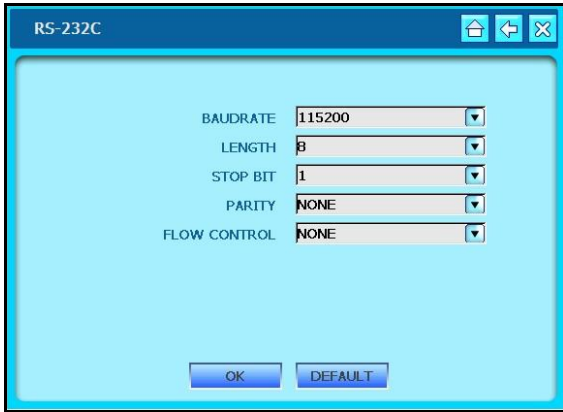 RS-232C
BAUDRATE 115200
LENGTH 8
STOP BIT 1
PARITY NONE
FLOW CONTROL NONE
OK DEFAULT